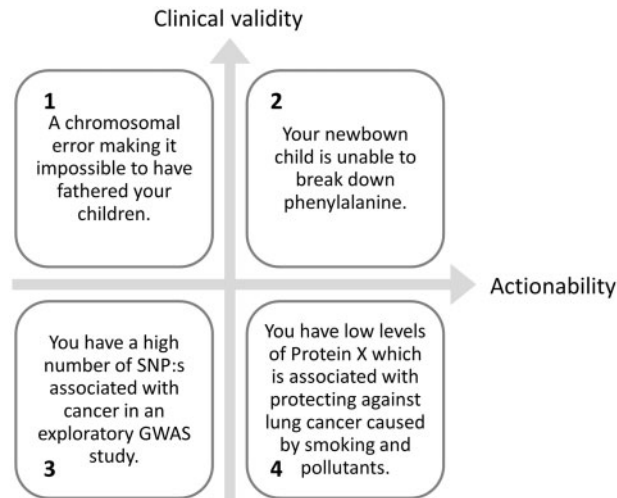 Clinical validity
1
A chromosomal
error making it
impossible to have
fathered your
children.
2
Your newbown
child is unable to
break down
phenylalanine.
Actionability
You have a high
number of SNP:s
associated with
cancer in an
exploratory GWAS
study.
3
You have low levels
of Protein X which
is associated with
protecting against
lung cancer caused
by smoking and
pollutants.
4